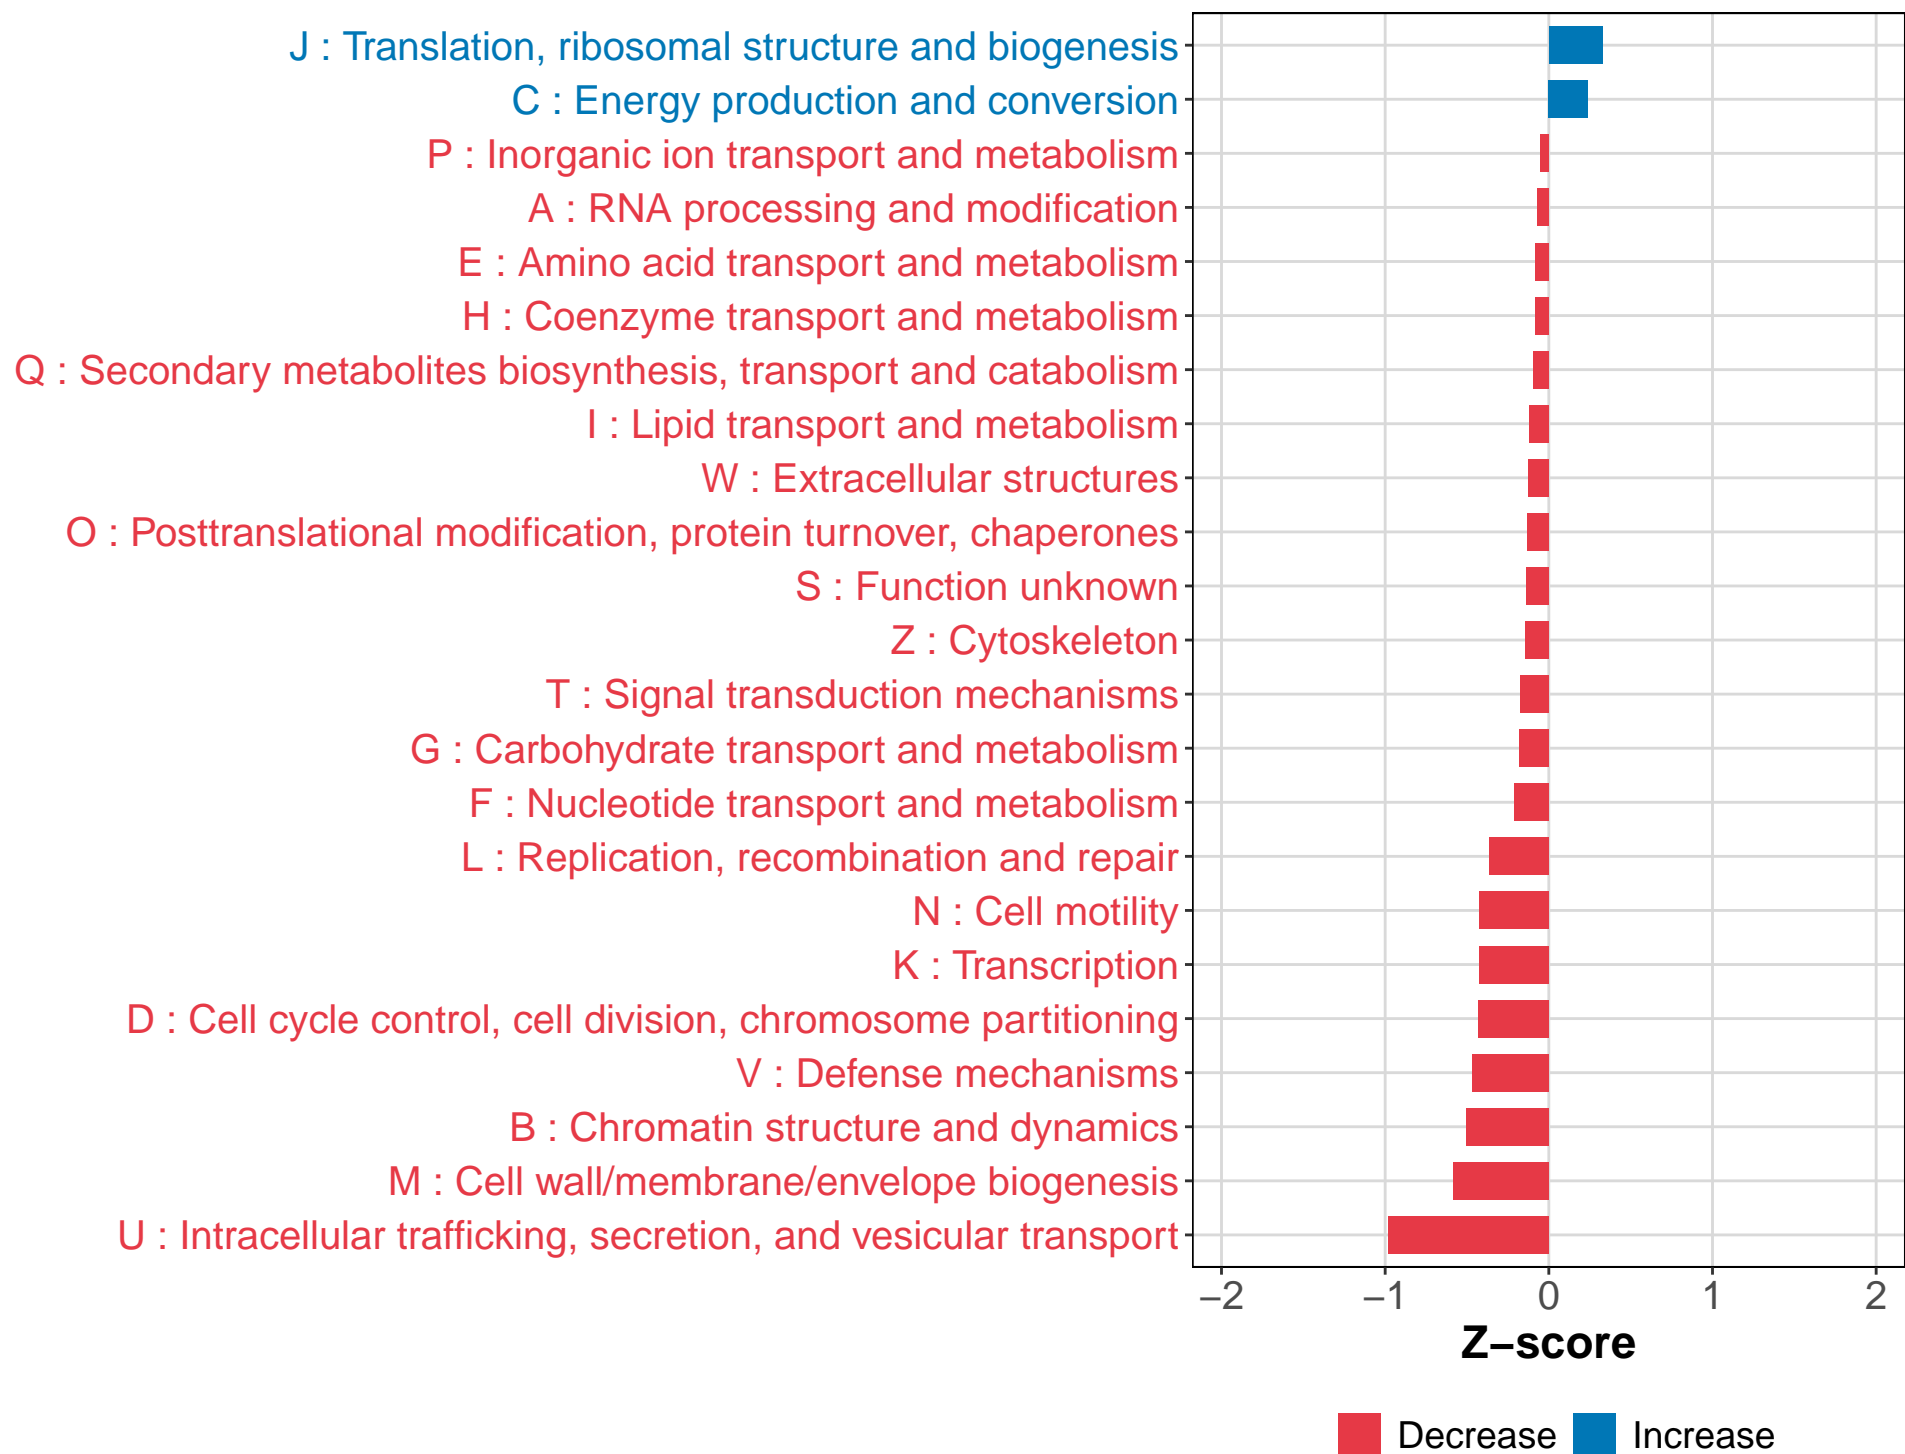 J : Translation, ribosomal structure and biogenesis
C : Energy production and conversion
P : Inorganic ion transport and metabolism
A : RNA processing and modification
E : Amino acid transport and metabolism
H : Coenzyme transport and metabolism
Q : Secondary metabolites biosynthesis, transport and catabolism
I : Lipid transport and metabolism
W : Extracellular structures
O : Posttranslational modification, protein turnover, chaperones
S : Function unknown
Z : Cytoskeleton
T : Signal transduction mechanisms
G : Carbohydrate transport and metabolism
F : Nucleotide transport and metabolism
L : Replication, recombination and repair
N : Cell motility
K : Transcription
D : Cell cycle control, cell division, chromosome partitioning
V : Defense mechanisms
B : Chromatin structure and dynamics
M : Cell wall/membrane/envelope biogenesis
U : Intracellular trafficking, secretion, and vesicular transport
−2 −1 0 1 2
Z−score
Decrease Increase